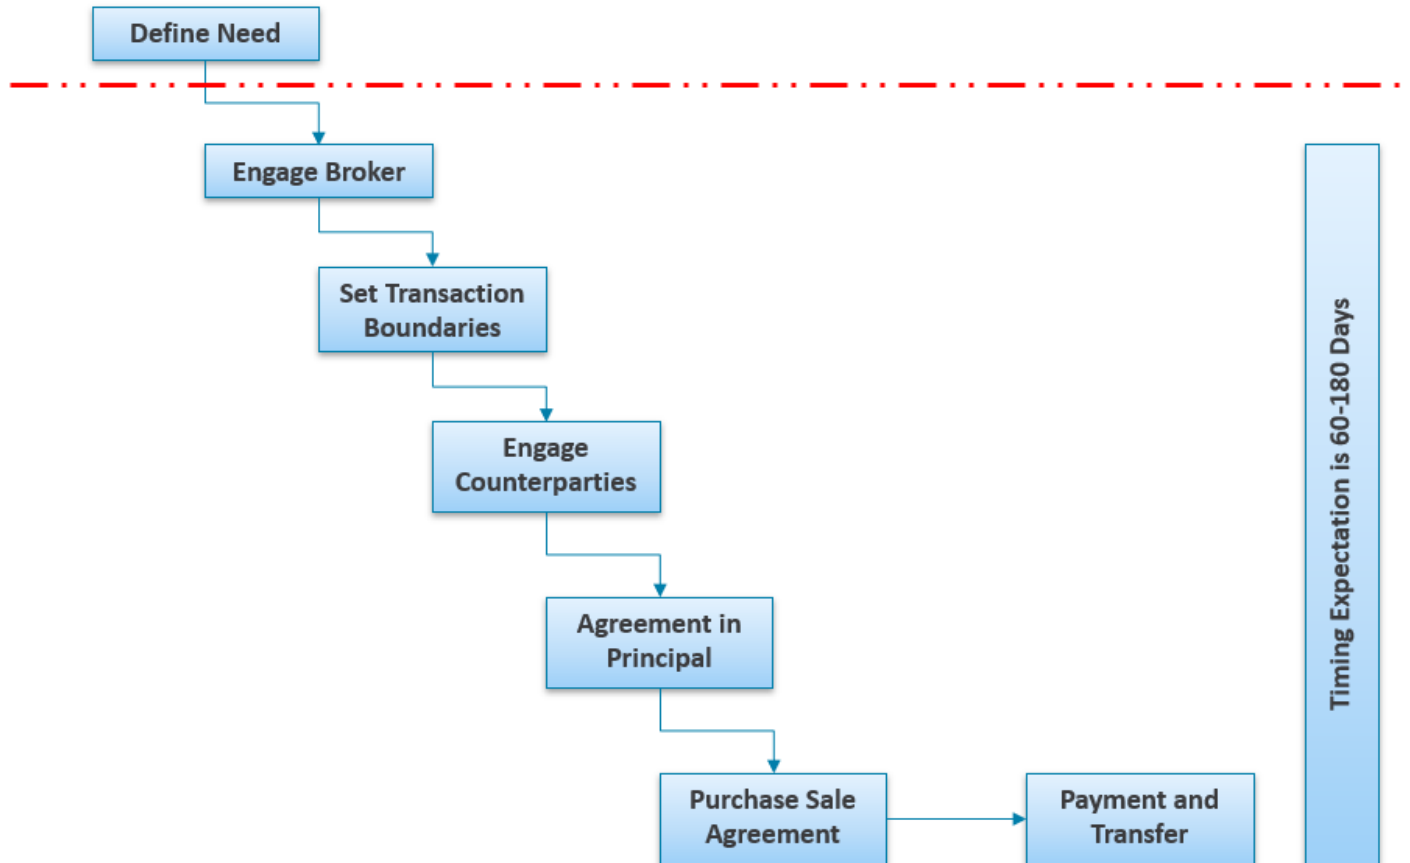 Define Need
Engage Broker
Set Transaction
Boundaries
Engage
Counterparties
Agreement in
Principal
Purchase Sale
Agreement
Payment and
Transfer
Timing Expectation is 60-180 Days